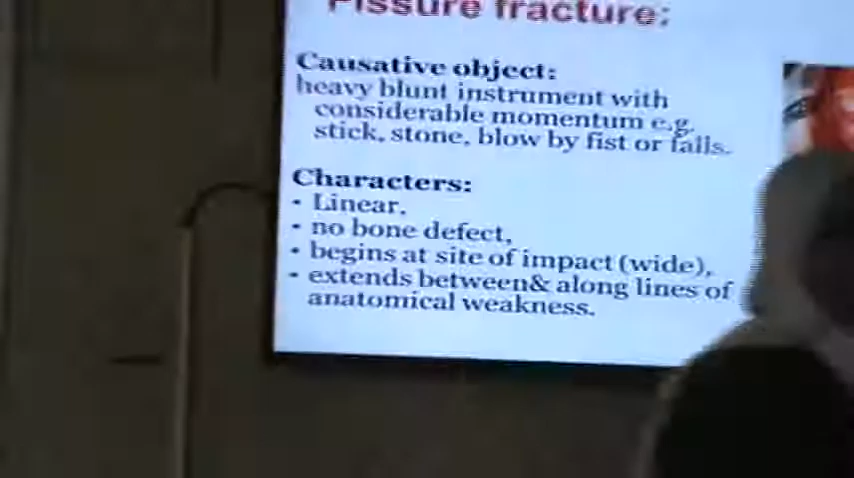 Fissure fracture:
Causative object:
heavy blunt instrument with
considerable momentum e.g.
stick, stone, blow by fist or falls.
Characters:
• Linear.
• no bone defect,
• begins at site of impact (wide),
• extends between& along lines of
anatomical weakness.